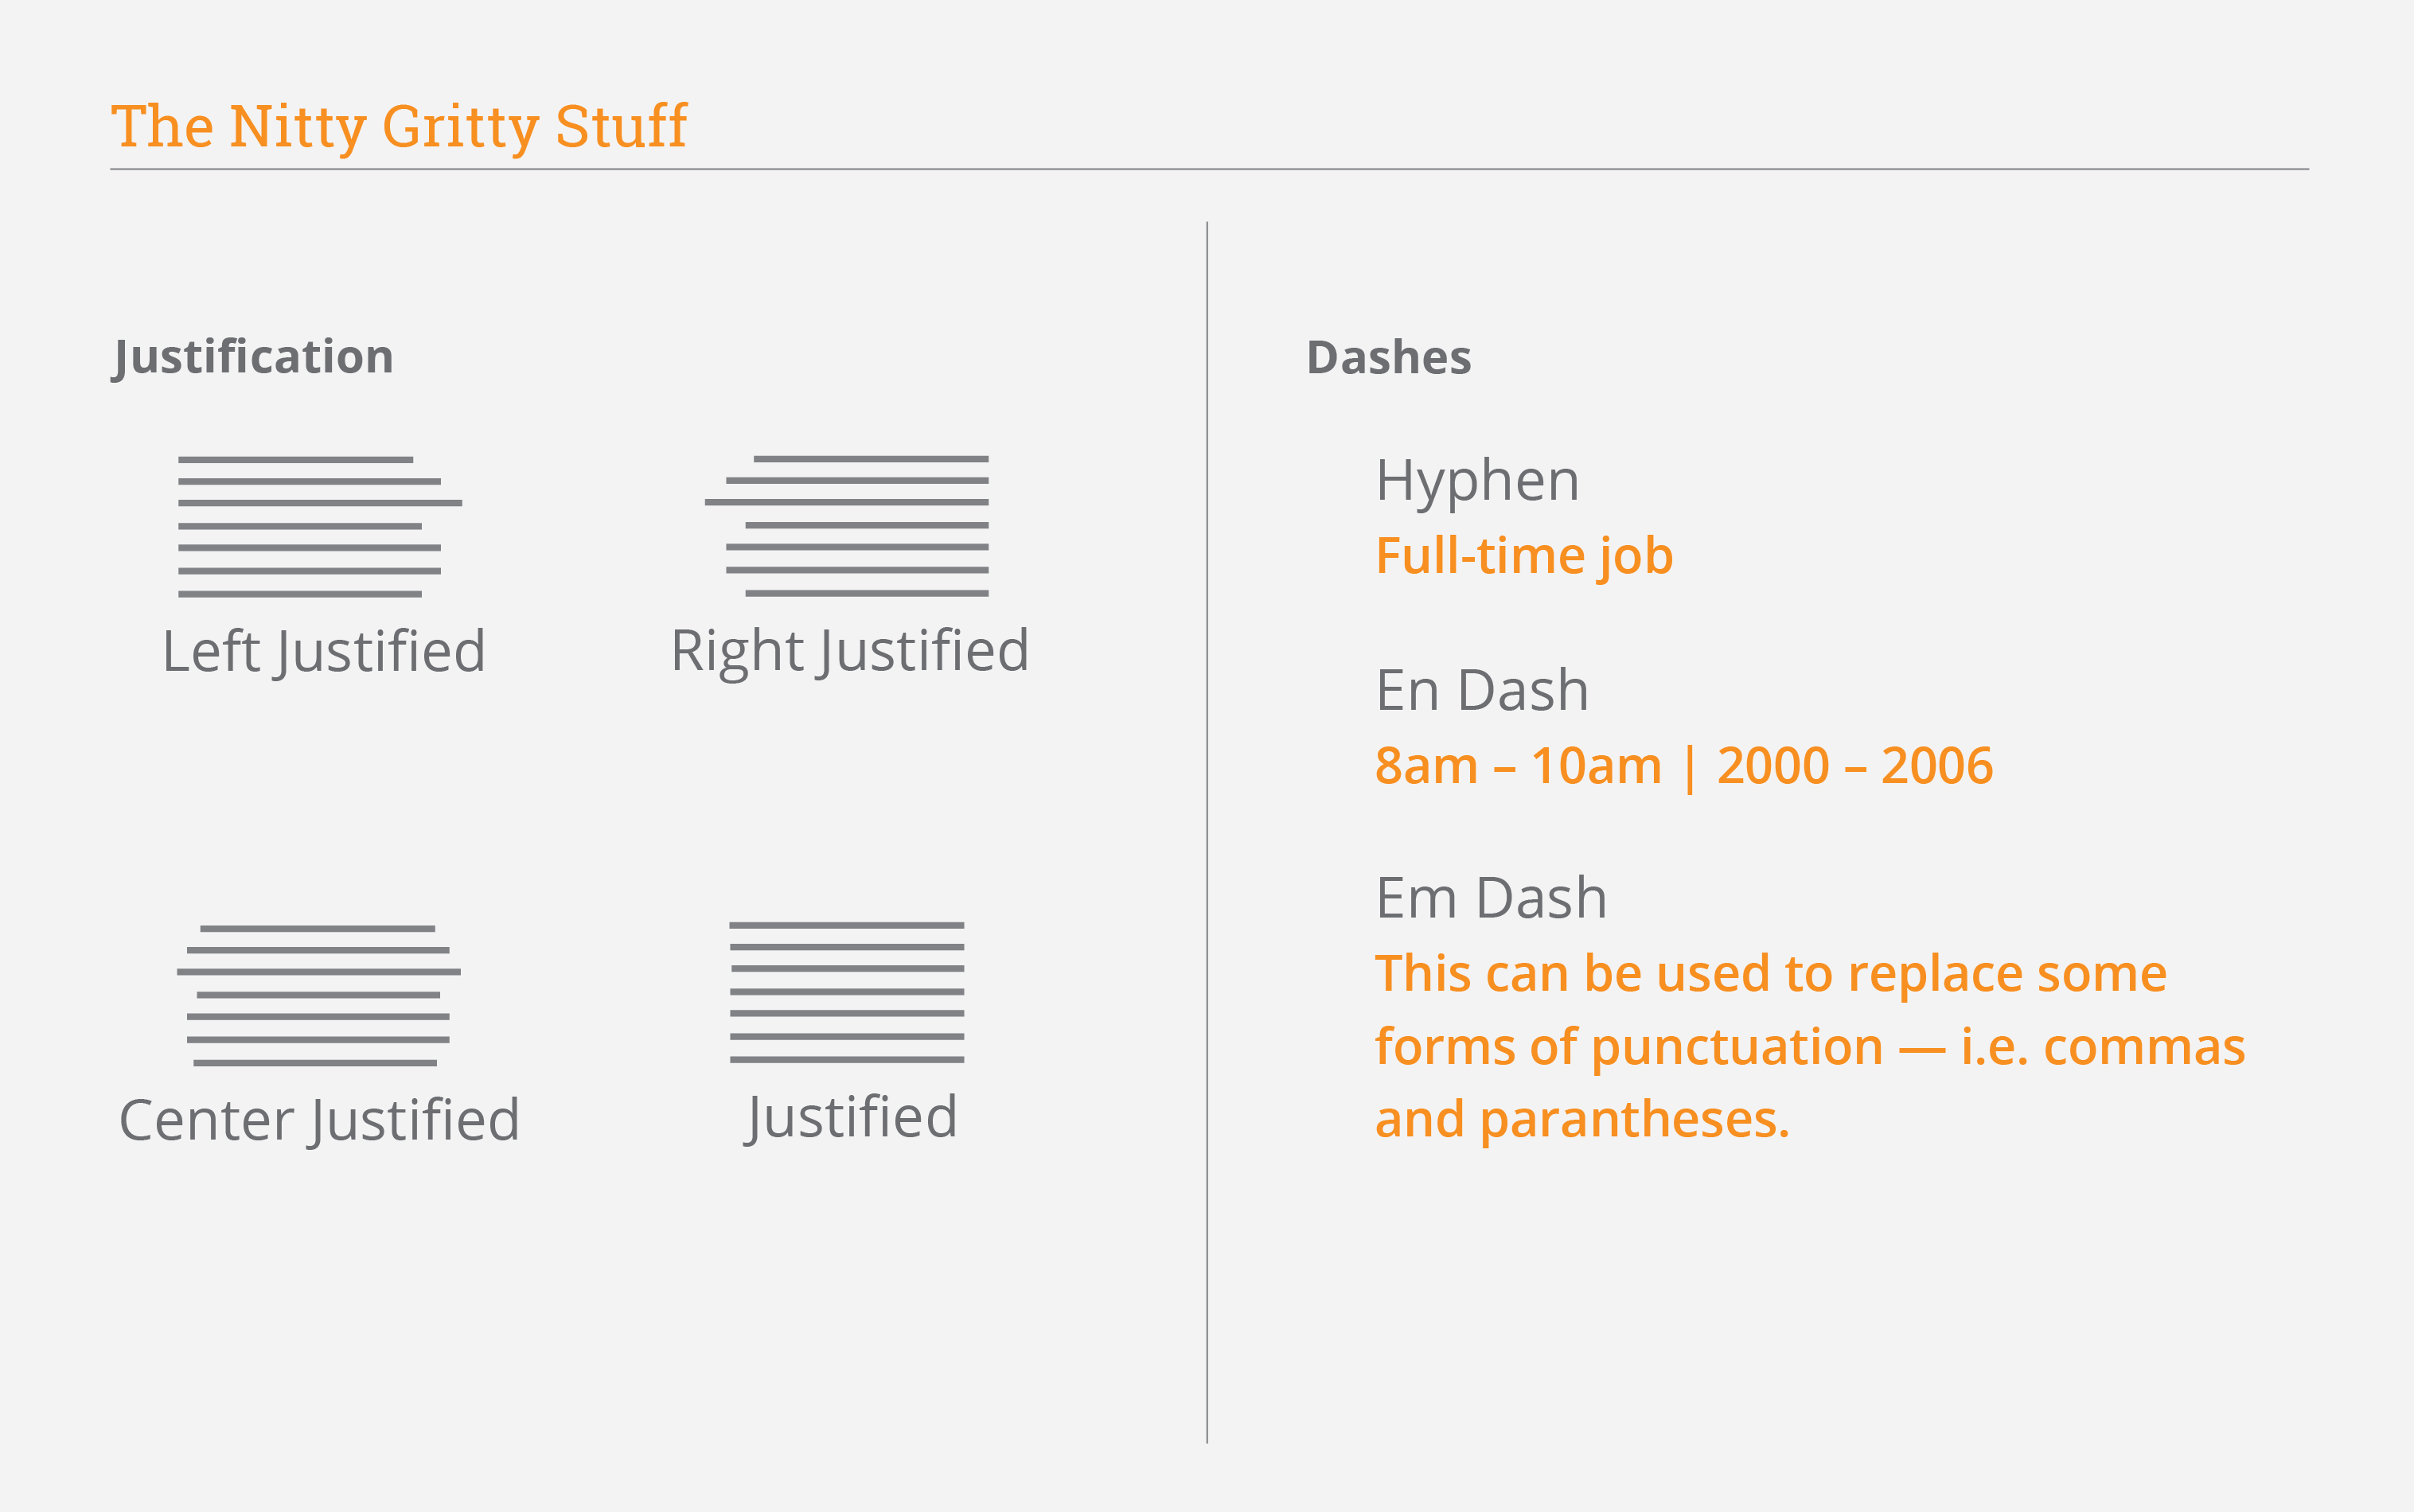 The Nitty Gritty Stuff
Justification
Left Justified
Right Justified
Center Justified
Justified
Dashes
Hyphen
Full-time job
En Dash
8am – 10am | 2000 – 2006
Em Dash
This can be used to replace some
forms of punctuation — i.e. commas
and parantheses.